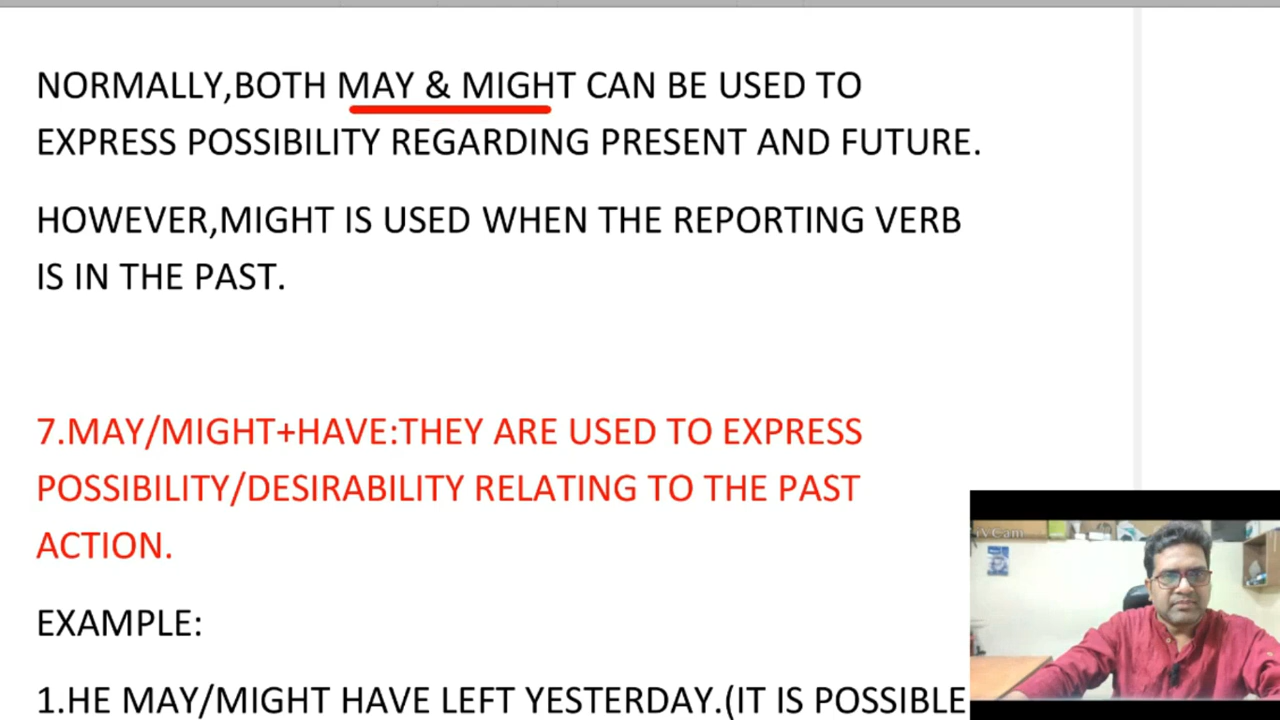 NORMALLY,BOTH MAY & MIGHT CAN BE USED TO
EXPRESS POSSIBILITY REGARDING PRESENT AND FUTURE.
HOWEVER,MIGHT IS USED WHEN THE REPORTING VERB
IS IN THE PAST.
7.MAY/MIGHT+HAVE:THEY ARE USED TO EXPRESS
POSSIBILITY/DESIRABILITY RELATING TO THE PAST
ACTION.
iVCam
EXAMPLE:
1.HE MAY/MIGHT HAVE LEFT YESTERDAY.(IT IS POSSIBLE